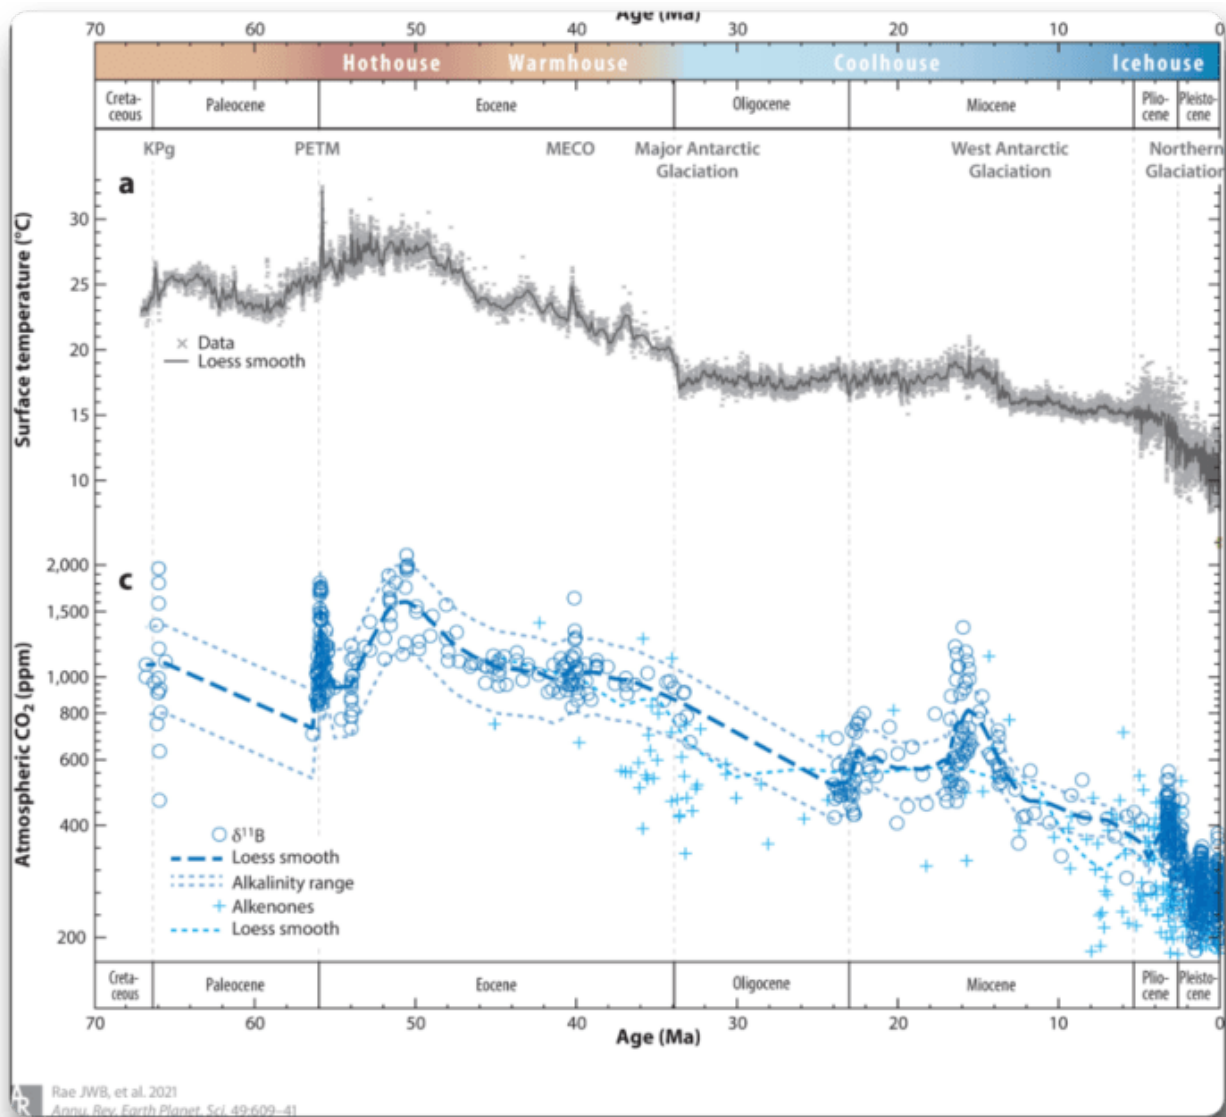 Age (Ma)
70 60 50 40 30 20 10 0
Hothouse Warmhouse Coolhouse Icehouse
Creta-
ceous
Paleocene
Eocene
Oligocene
Miocene
Plio-
cene
Pleisto-
cene
KPg
PETM
MECO
Major Antarctic
Glaciation
West Antarctic
Glaciation
Northern
Glaciation
a
Surface temperature (°C)
30
25
20
15
10
Data
Loess smooth
c
Atmospheric CO₂ (ppm)
2,000
1,500
1,000
800
600
400
200
δ¹¹B
Loess smooth
Alkalinity range
Alkenones
Loess smooth
Creta-
ceous
Paleocene
Eocene
Oligocene
Miocene
Plio-
cene
Pleisto-
cene
70 60 50 40 30 20 10 0
Age (Ma)
AR
Rae JWB, et al. 2021
Annu. Rev. Earth Planet. Sci. 49:609–41